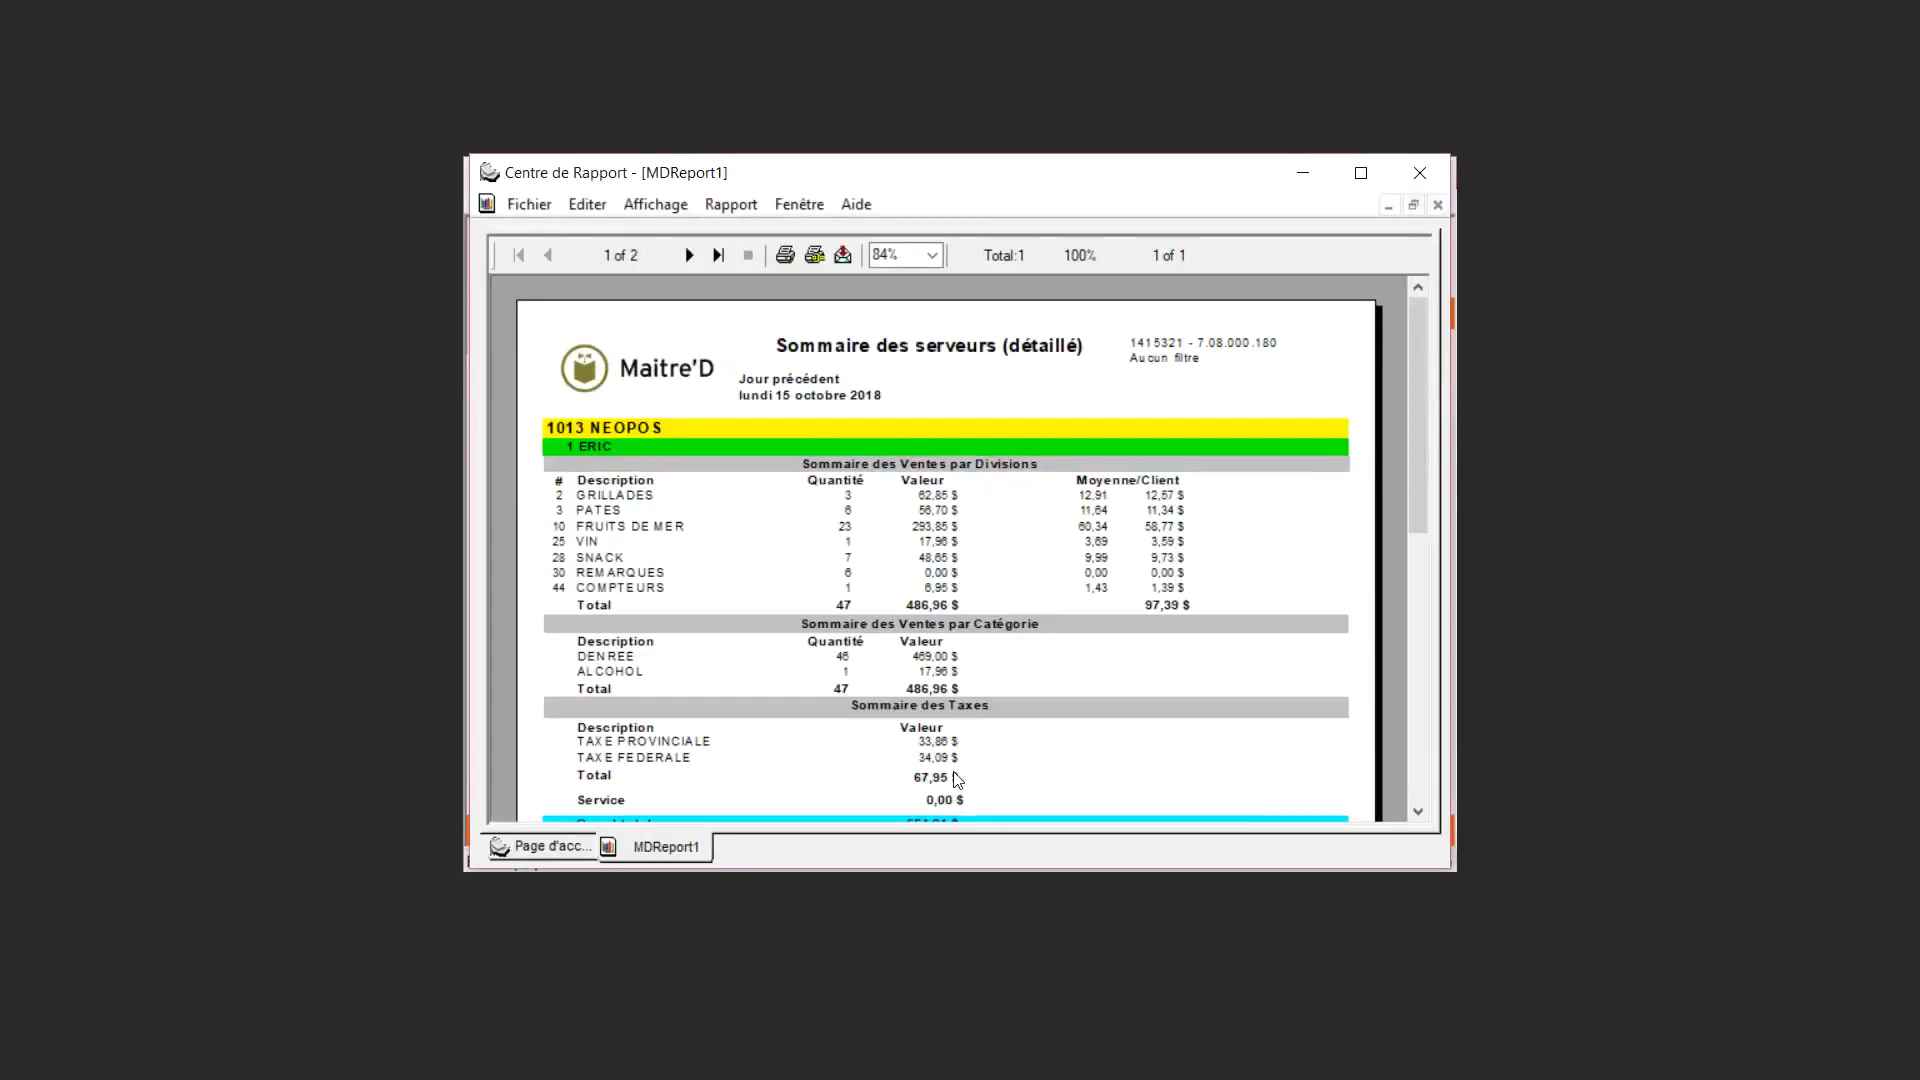 Centre de Rapport - [MDReport1]
Fichier Editer Affichage Rapport Fenêtre Aide
1 of 2 84% Total:1 100% 1 of 1
Maitre'D
Sommaire des serveurs (détaillé)
1415321 - 7.08.000.180
Aucun filtre
Jour précédent
lundi 15 octobre 2018
1013 NEOPOS
1 ERIC
Sommaire des Ventes par Divisions
# Description Quantité Valeur Moyenne/Client
2 GRILLADES 3 62,85 $ 12,91 12,57 $
3 PATES 6 56,70 $ 11,64 11,34 $
10 FRUITS DE MER 23 293,85 $ 60,34 58,77 $
25 VIN 1 17,96 $ 3,69 3,59 $
28 SNACK 7 48,65 $ 9,99 9,73 $
30 REMARQUES 6 0,00 $ 0,00 0,00 $
44 COMPTEURS 1 6,95 $ 1,43 1,39 $
Total 47 486,96 $ 97,39 $
Sommaire des Ventes par Catégorie
Description Quantité Valeur
DENREE 46 469,00 $
ALCOHOL 1 17,96 $
Total 47 486,96 $
Sommaire des Taxes
Description Valeur
TAXE PROVINCIALE 33,86 $
TAXE FEDERALE 34,09 $
Total 67,95
Service 0,00 $
Page d'acc... MDReport1